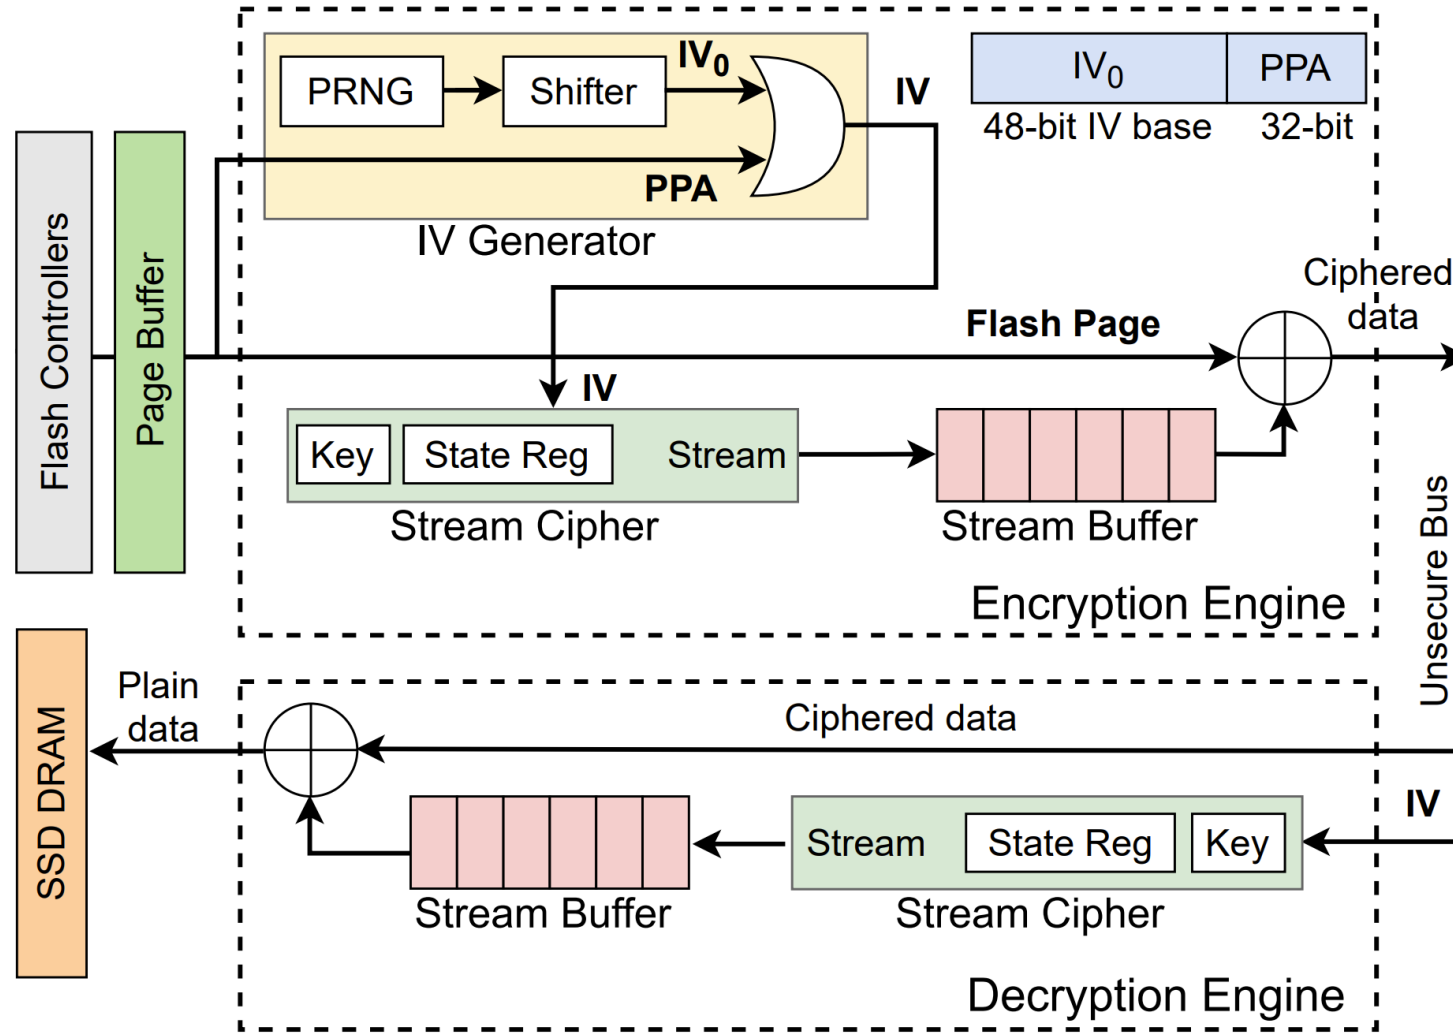 Flash Controllers
Page Buffer
PRNG
Shifter
IV0
PPA
IV Generator
IV
IV0
PPA
48-bit IV base
32-bit
Flash Page
Ciphered
data
IV
Key
State Reg
Stream
Stream Cipher
Stream Buffer
Encryption Engine
Unsecure Bus
SSD DRAM
Plain
data
Ciphered data
IV
Stream Buffer
Stream
State Reg
Key
Stream Cipher
Decryption Engine